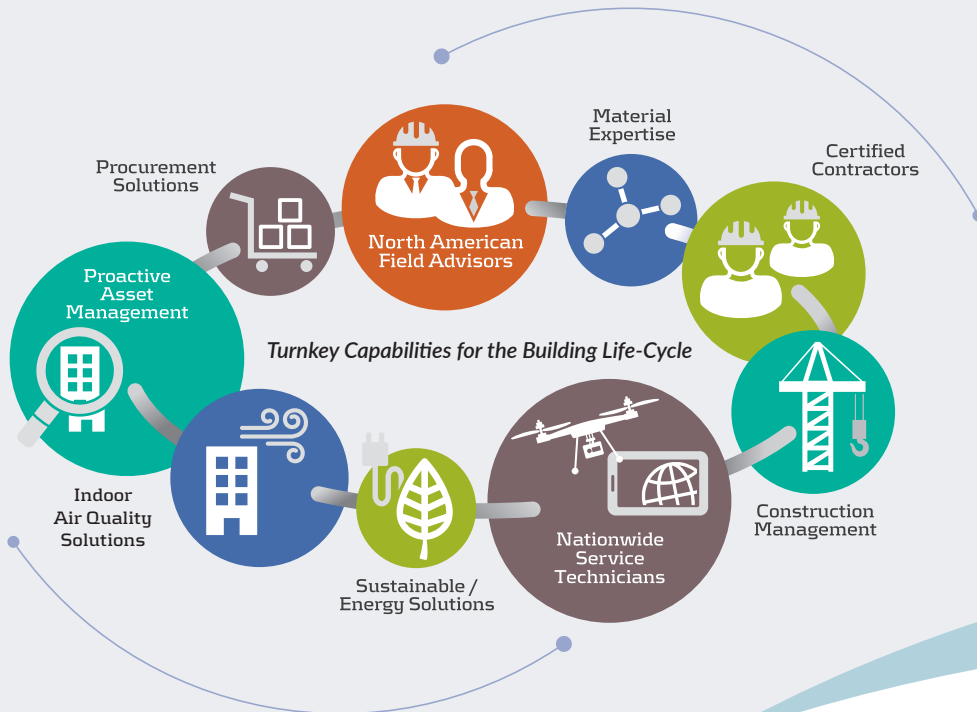 Material
Expertise
Certified
Contractors
Procurement
Solutions
North American
Field Advisors
Proactive
Asset
Management
Turnkey Capabilities for the Building Life-Cycle
Indoor
Air Quality
Solutions
Sustainable /
Energy Solutions
Nationwide
Service
Technicians
Construction
Management